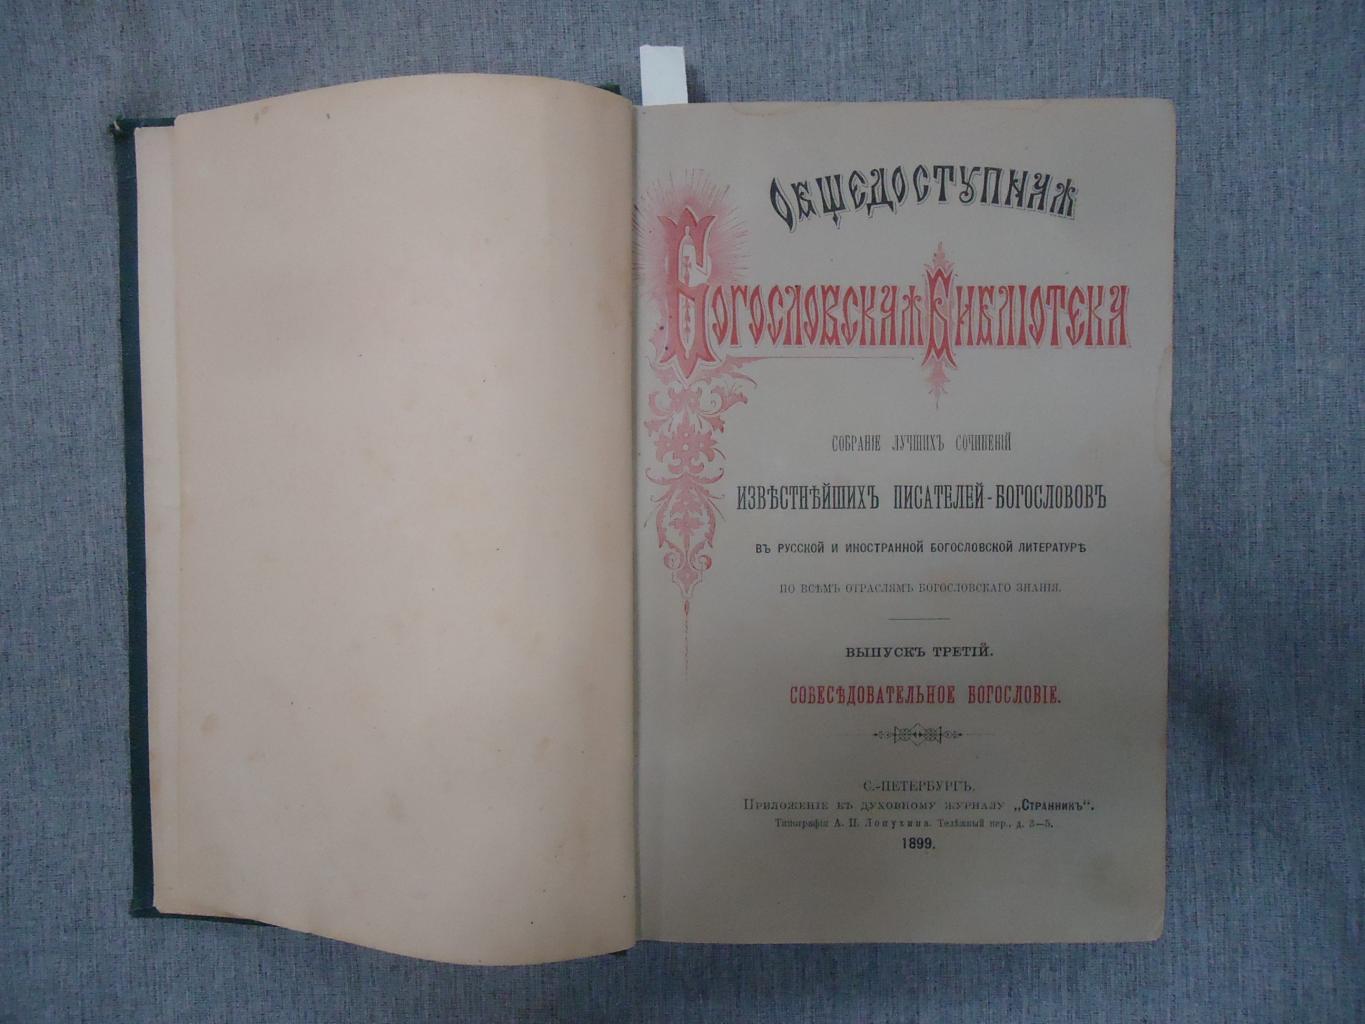 Общедоступная
Богословская Библіотека
СОБРАНІЕ ЛУЧШИХЪ СОЧИНЕНІЙ
ИЗВѢСТНѢЙШИХЪ ПИСАТЕЛЕЙ-БОГОСЛОВОВЪ
ВЪ РУССКОЙ И ИНОСТРАННОЙ БОГОСЛОВСКОЙ ЛИТЕРАТУРѢ
ПО ВСѢМЪ ОТРАСЛЯМЪ БОГОСЛОВСКАГО ЗНАНІЯ.
ВЫПУСКЪ ТРЕТІЙ.
СОБЕСѢДОВАТЕЛЬНОЕ БОГОСЛОВІЕ.
С.-ПЕТЕРБУРГЪ.
Приложеніе къ духовному журналу „Странникъ".
Типографія А. П. Лопухина. Телѣжный пер., д. 3—5.
1899.